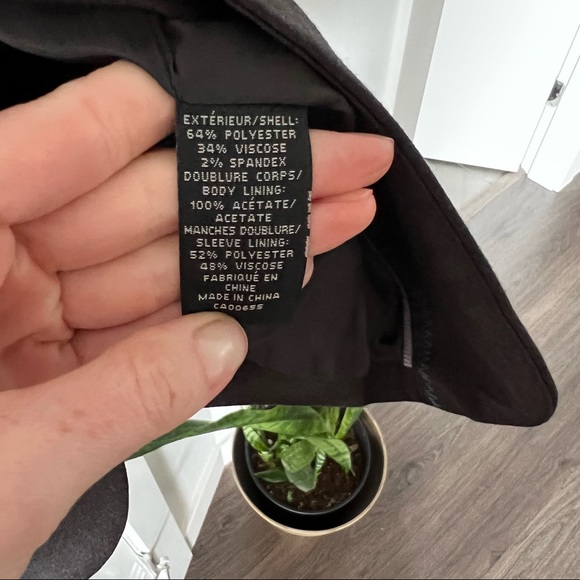 EXTÉRIEUR/SHELL:
64% POLYESTER
34% VISCOSE
2% SPANDEX
DOUBLURE CORPS/
BODY LINING:
100% ACÉTATE/
ACETATE
MANCHES DOUBLURE/
SLEEVE LINING:
52% POLYESTER
48% VISCOSE
FABRIQUÉ EN
CHINE
MADE IN CHINA
CA00655